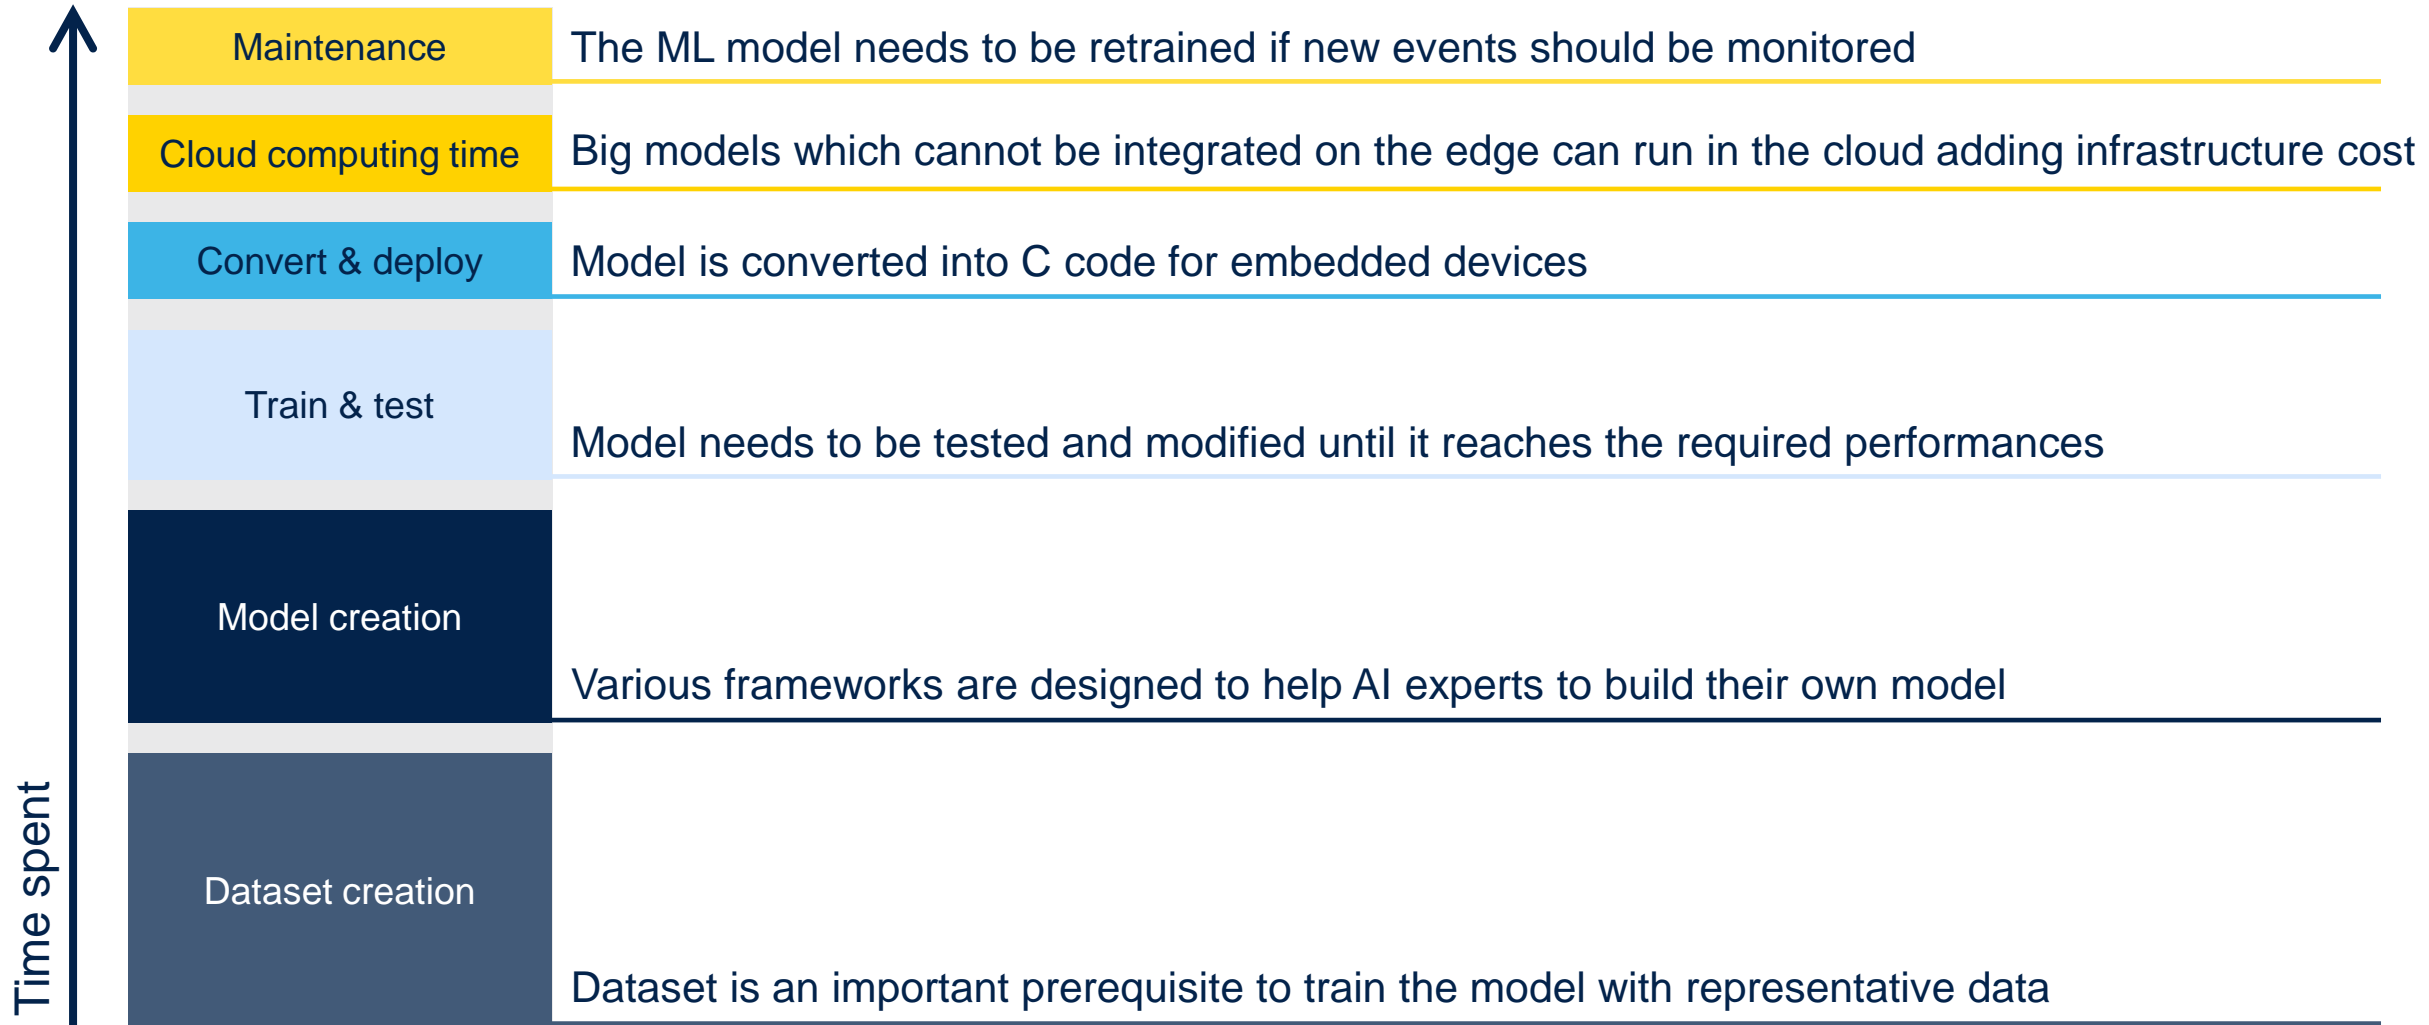 Maintenance
The ML model needs to be retrained if new events should be monitored
Cloud computing time
Big models which cannot be integrated on the edge can run in the cloud adding infrastructure cost
Convert & deploy
Model is converted into C code for embedded devices
Train & test
Model needs to be tested and modified until it reaches the required performances
Model creation
Various frameworks are designed to help AI experts to build their own model
Dataset creation
Dataset is an important prerequisite to train the model with representative data
Time spent